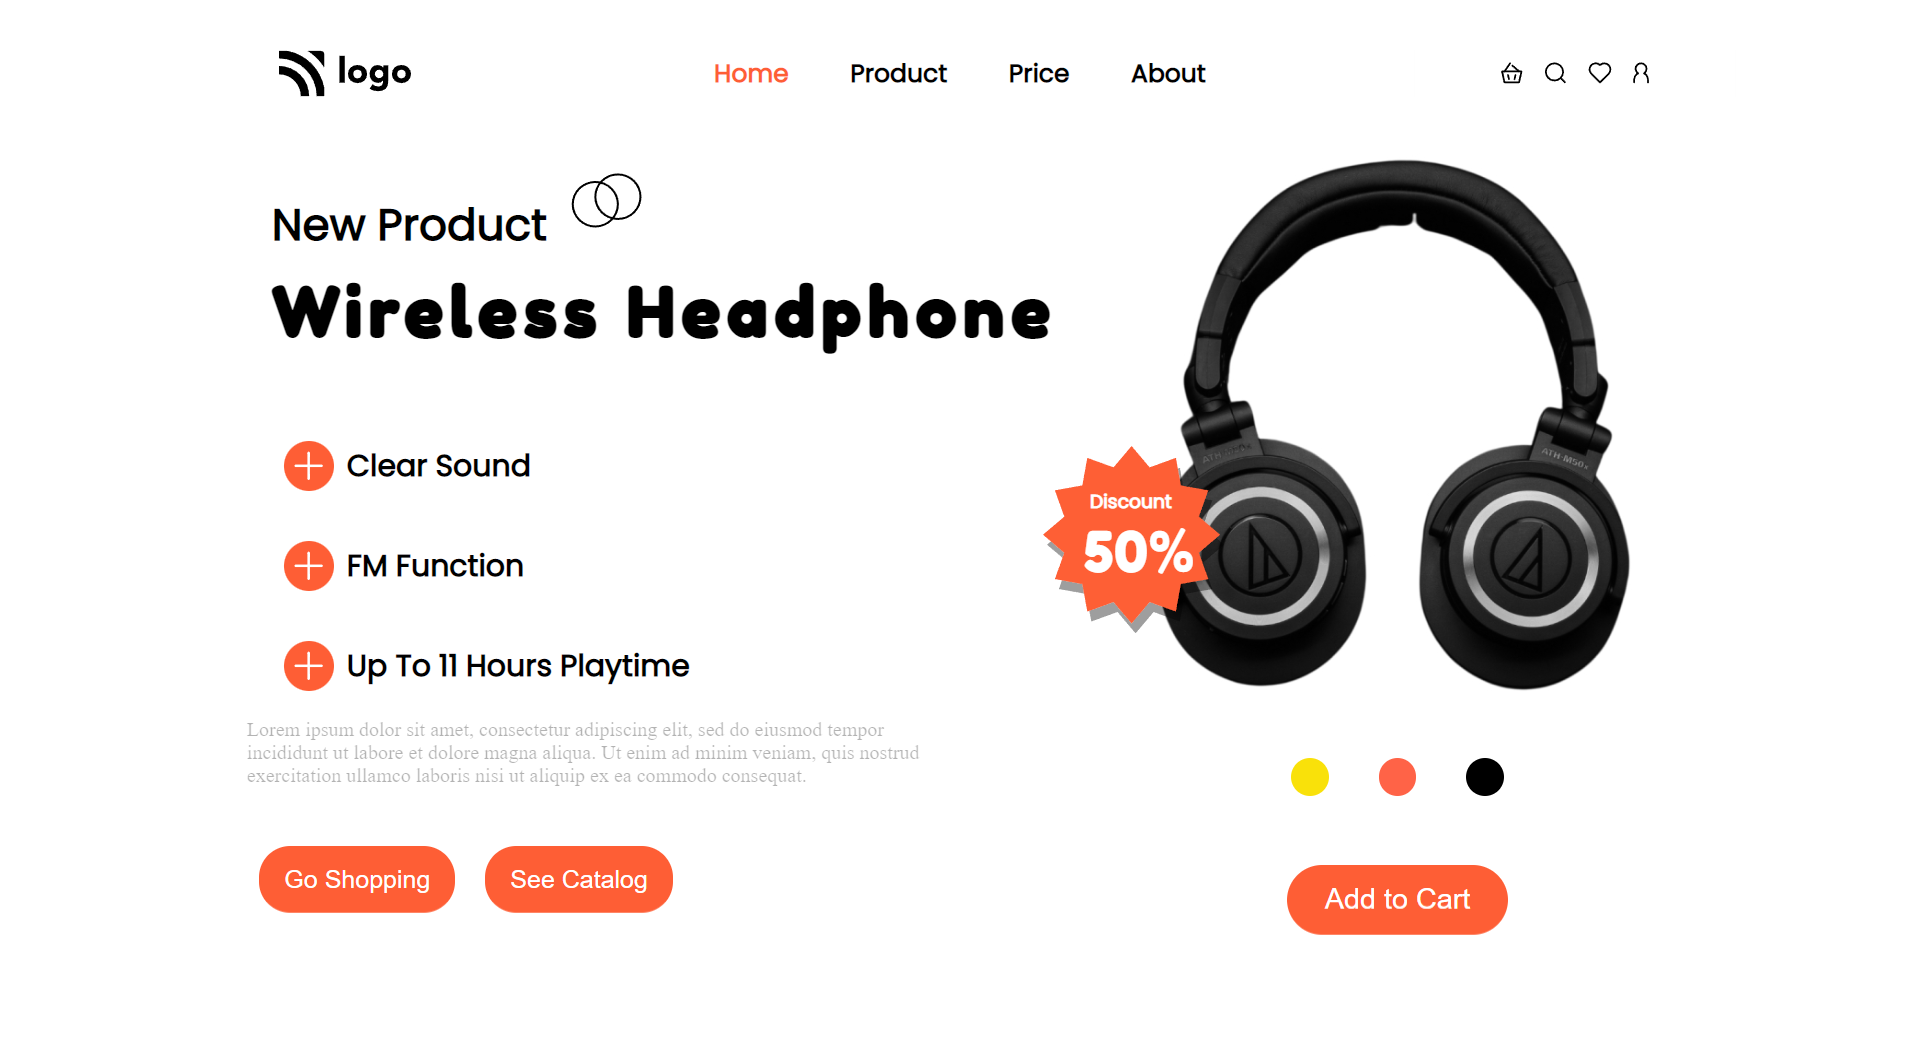 logo
Home Product Price About
New Product
Wireless Headphone
Clear Sound
FM Function
Up To 11 Hours Playtime
Lorem ipsum dolor sit amet, consectetur adipiscing elit, sed do eiusmod tempor
incididunt ut labore et dolore magna aliqua. Ut enim ad minim veniam, quis nostrud
exercitation ullamco laboris nisi ut aliquip ex ea commodo consequat.
Go Shopping
See Catalog
Discount
50%
ATH-M50x
Add to Cart